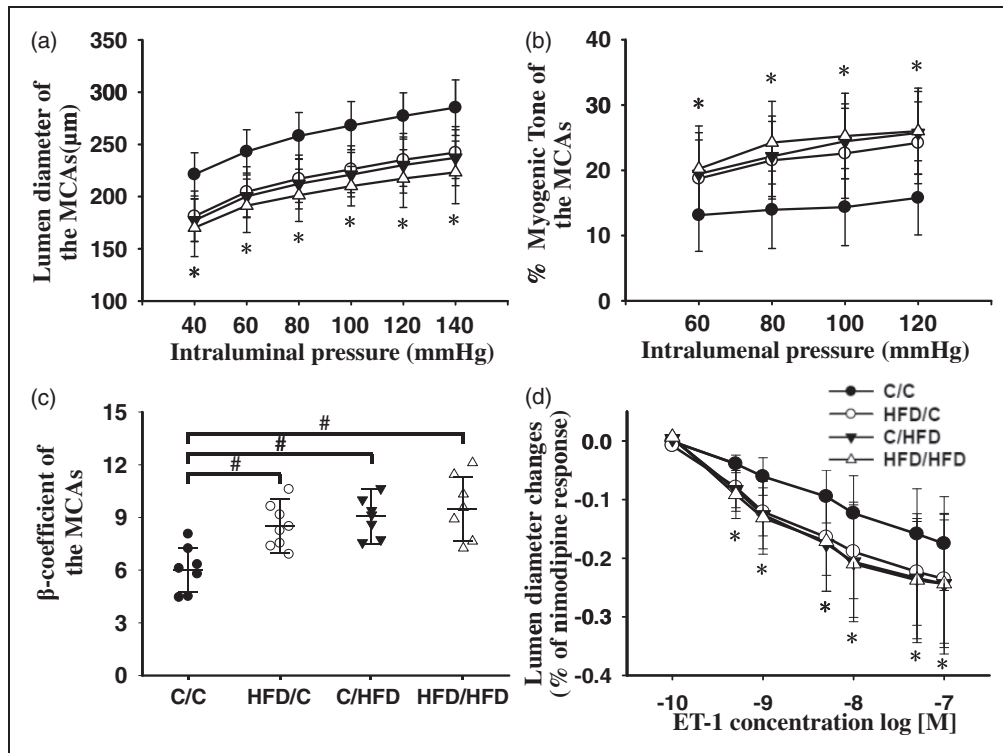 (a)
350
300
250
200
150
100
Lumen diameter of
the MCAs(μm)
*
*
*
*
*
*
40 60 80 100 120 140
Intraluminal pressure (mmHg)
(b)
40
30
20
10
0
% Myogenic Tone of
the MCAs
*
*
*
*
60 80 100 120
Intralumenal pressure (mmHg)
(c)
15
12
9
6
3
0
β-coefficient of
the MCAs
#
#
#
C/C HFD/C C/HFD HFD/HFD
(d)
C/C
HFD/C
C/HFD
HFD/HFD
0.0
-0.1
-0.2
-0.3
-0.4
Lumen diameter changes
(% of nimodipine response)
*
*
*
*
*
*
-10 -9 -8 -7
ET-1 concentration log [M]